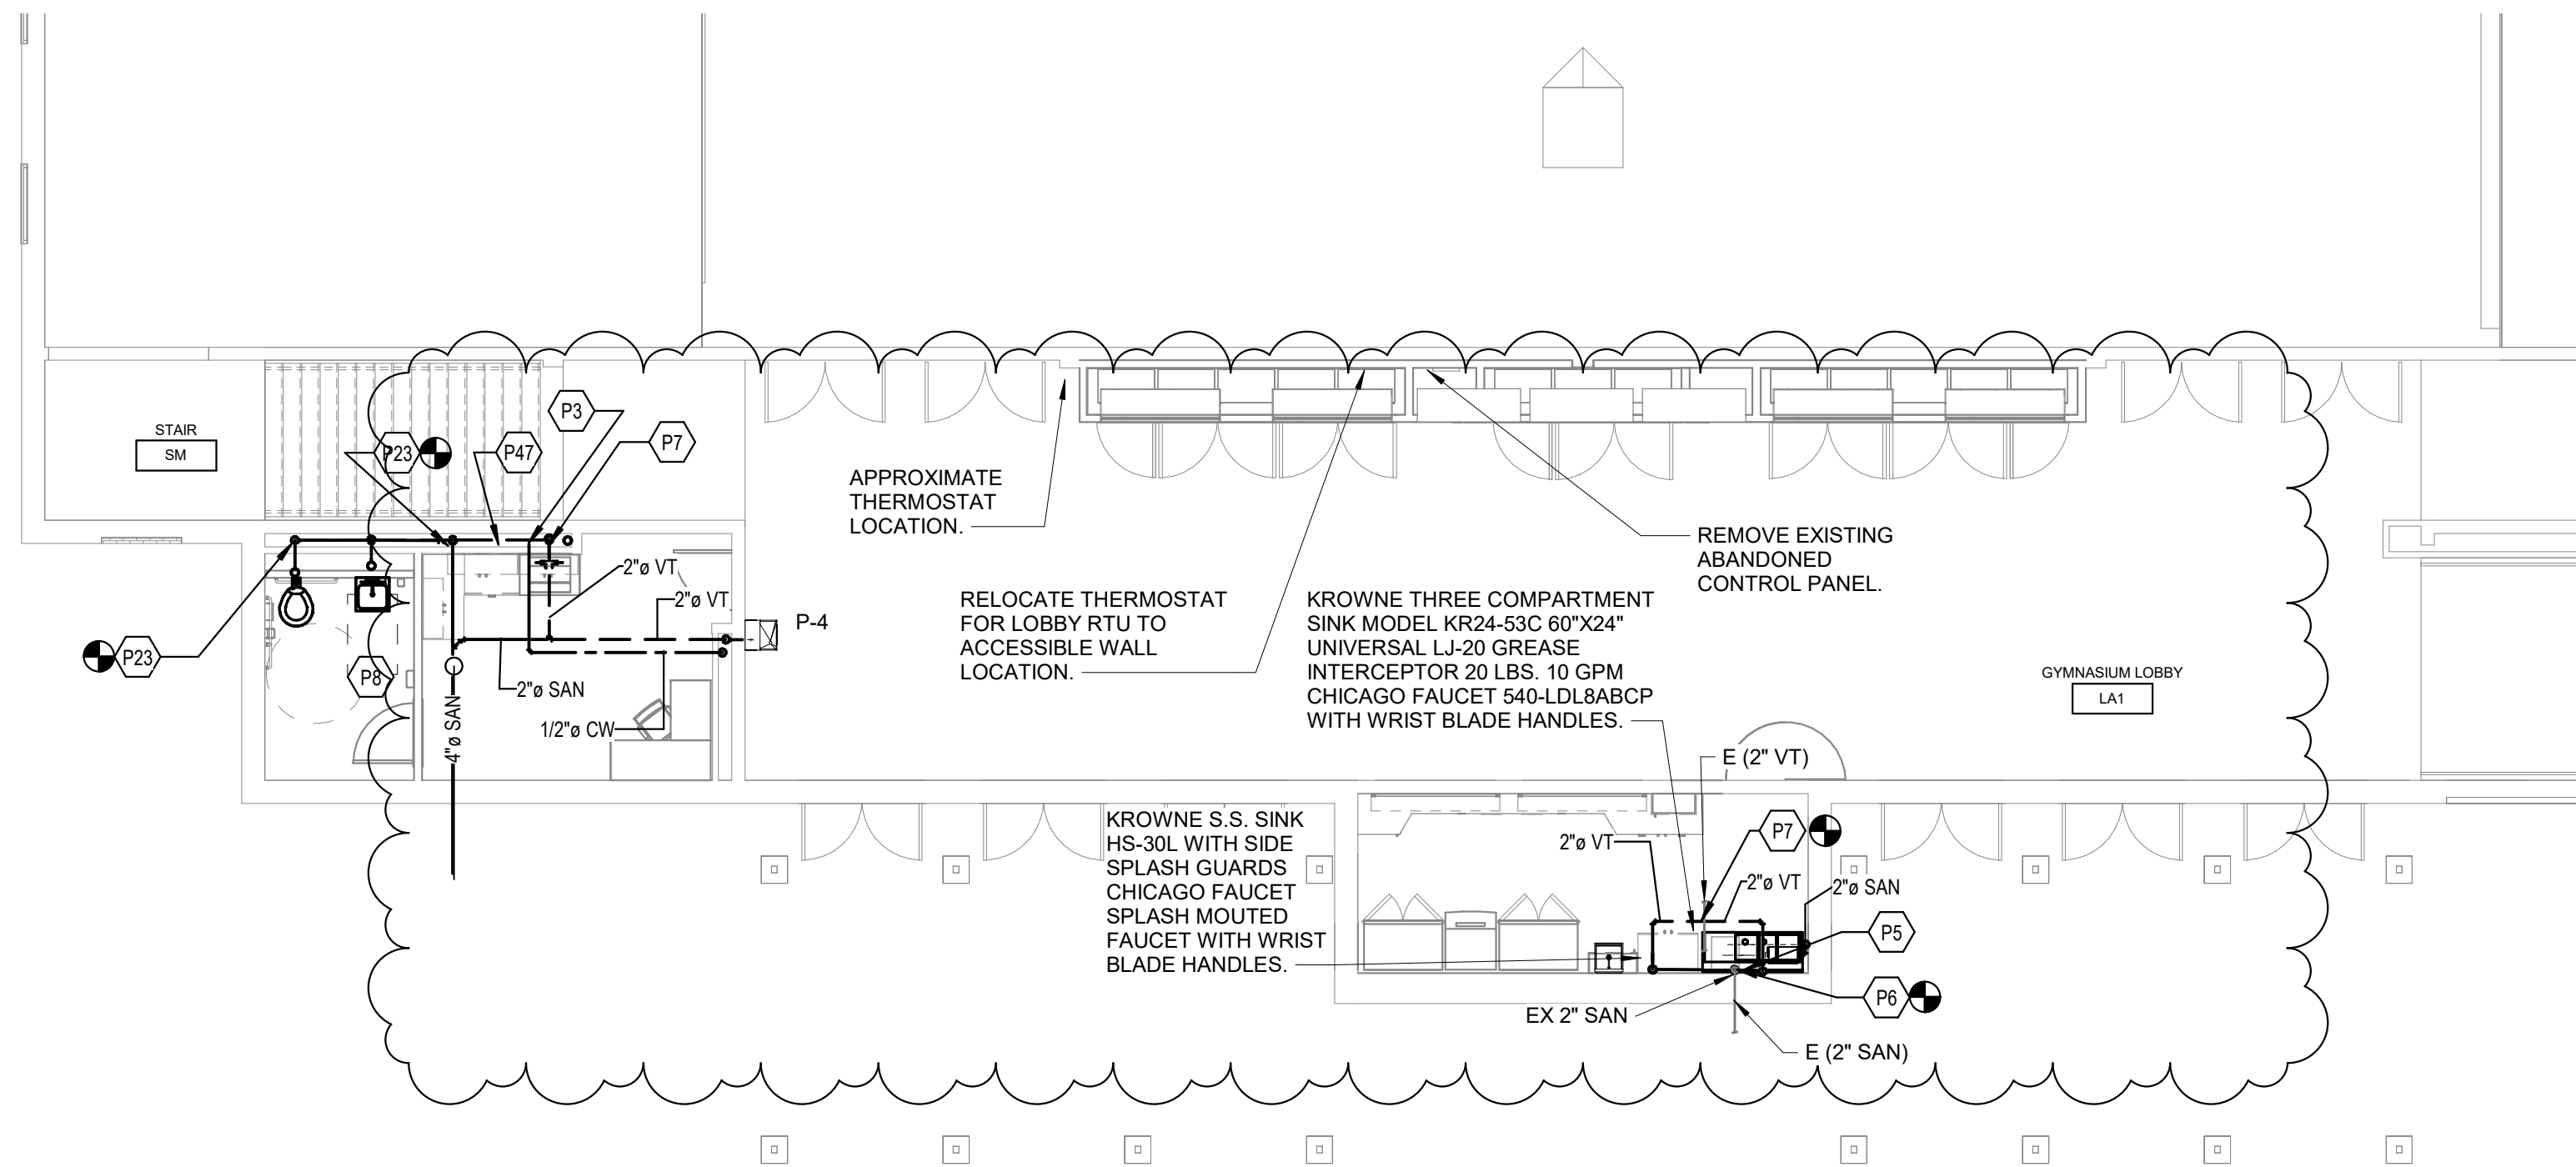 STAIR
SM
P23
P47
P3
P7
APPROXIMATE
THERMOSTAT
LOCATION.
REMOVE EXISTING
ABANDONED
CONTROL PANEL.
2"ø VT
2"ø VT
P-4
P23
P8
2"ø SAN
1/2"ø CW
4"ø SAN
RELOCATE THERMOSTAT
FOR LOBBY RTU TO
ACCESSIBLE WALL
LOCATION.
KROWNE THREE COMPARTMENT
SINK MODEL KR24-53C 60"X24"
UNIVERSAL LJ-20 GREASE
INTERCEPTOR 20 LBS. 10 GPM
CHICAGO FAUCET 540-LDL8ABCP
WITH WRIST BLADE HANDLES.
GYMNASIUM LOBBY
LA1
E (2" VT)
KROWNE S.S. SINK
HS-30L WITH SIDE
SPLASH GUARDS
CHICAGO FAUCET
SPLASH MOUTED
FAUCET WITH WRIST
BLADE HANDLES.
2"ø VT
P7
2"ø VT
2"ø SAN
P5
P6
EX 2" SAN
E (2" SAN)